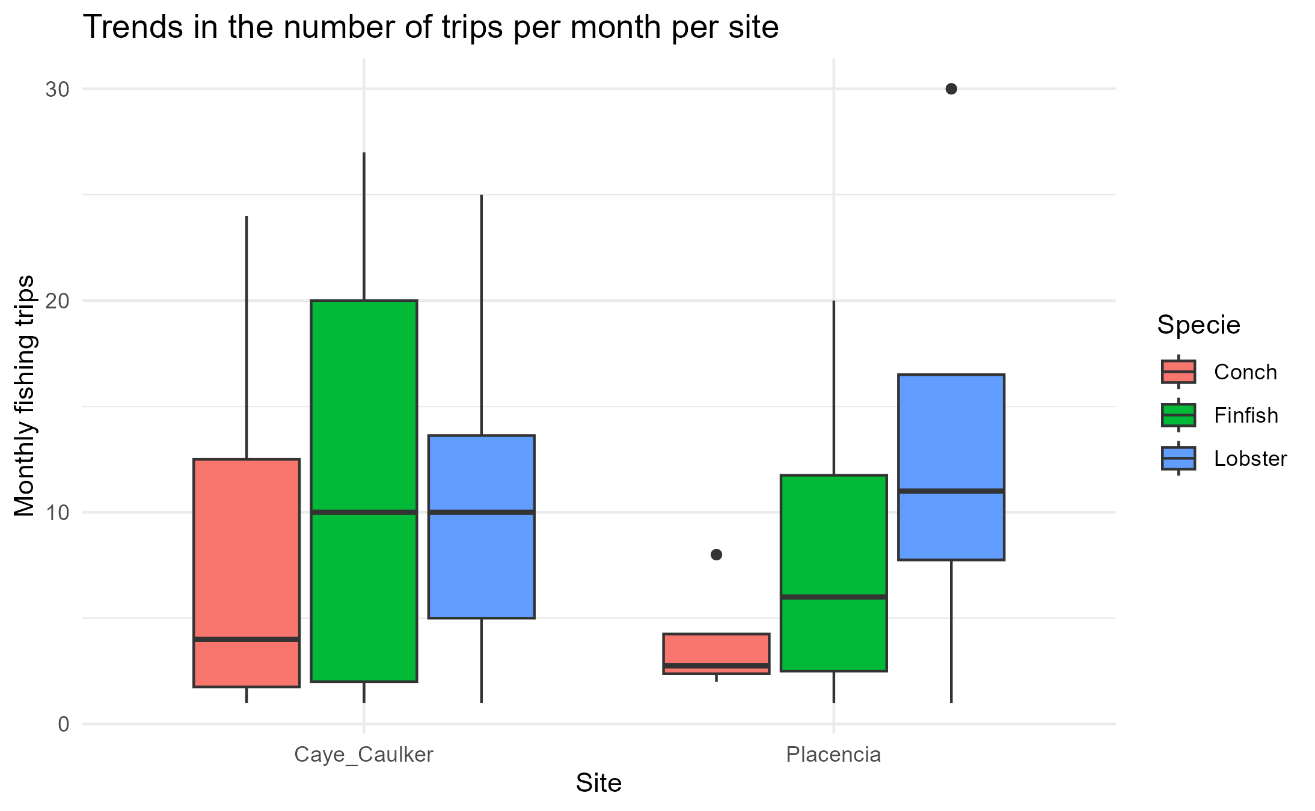 Trends in the number of trips per month per site
Monthly fishing trips
30
20
10
0
Caye_Caulker
Placencia
Site
Specie
Conch
Finfish
Lobster